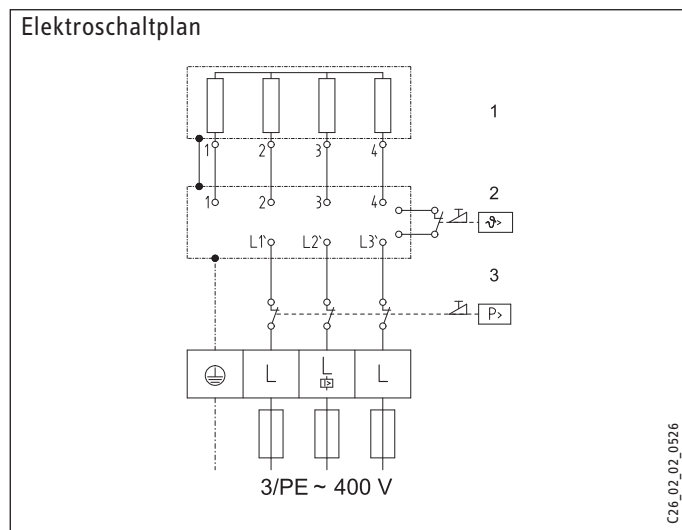 Elektroschaltplan
1
1 2 3 4
2
1 2 3 4
ϑ>
L1` L2` L3`
3
P>
L L L
3/PE ~ 400 V
C26_02_02_0526